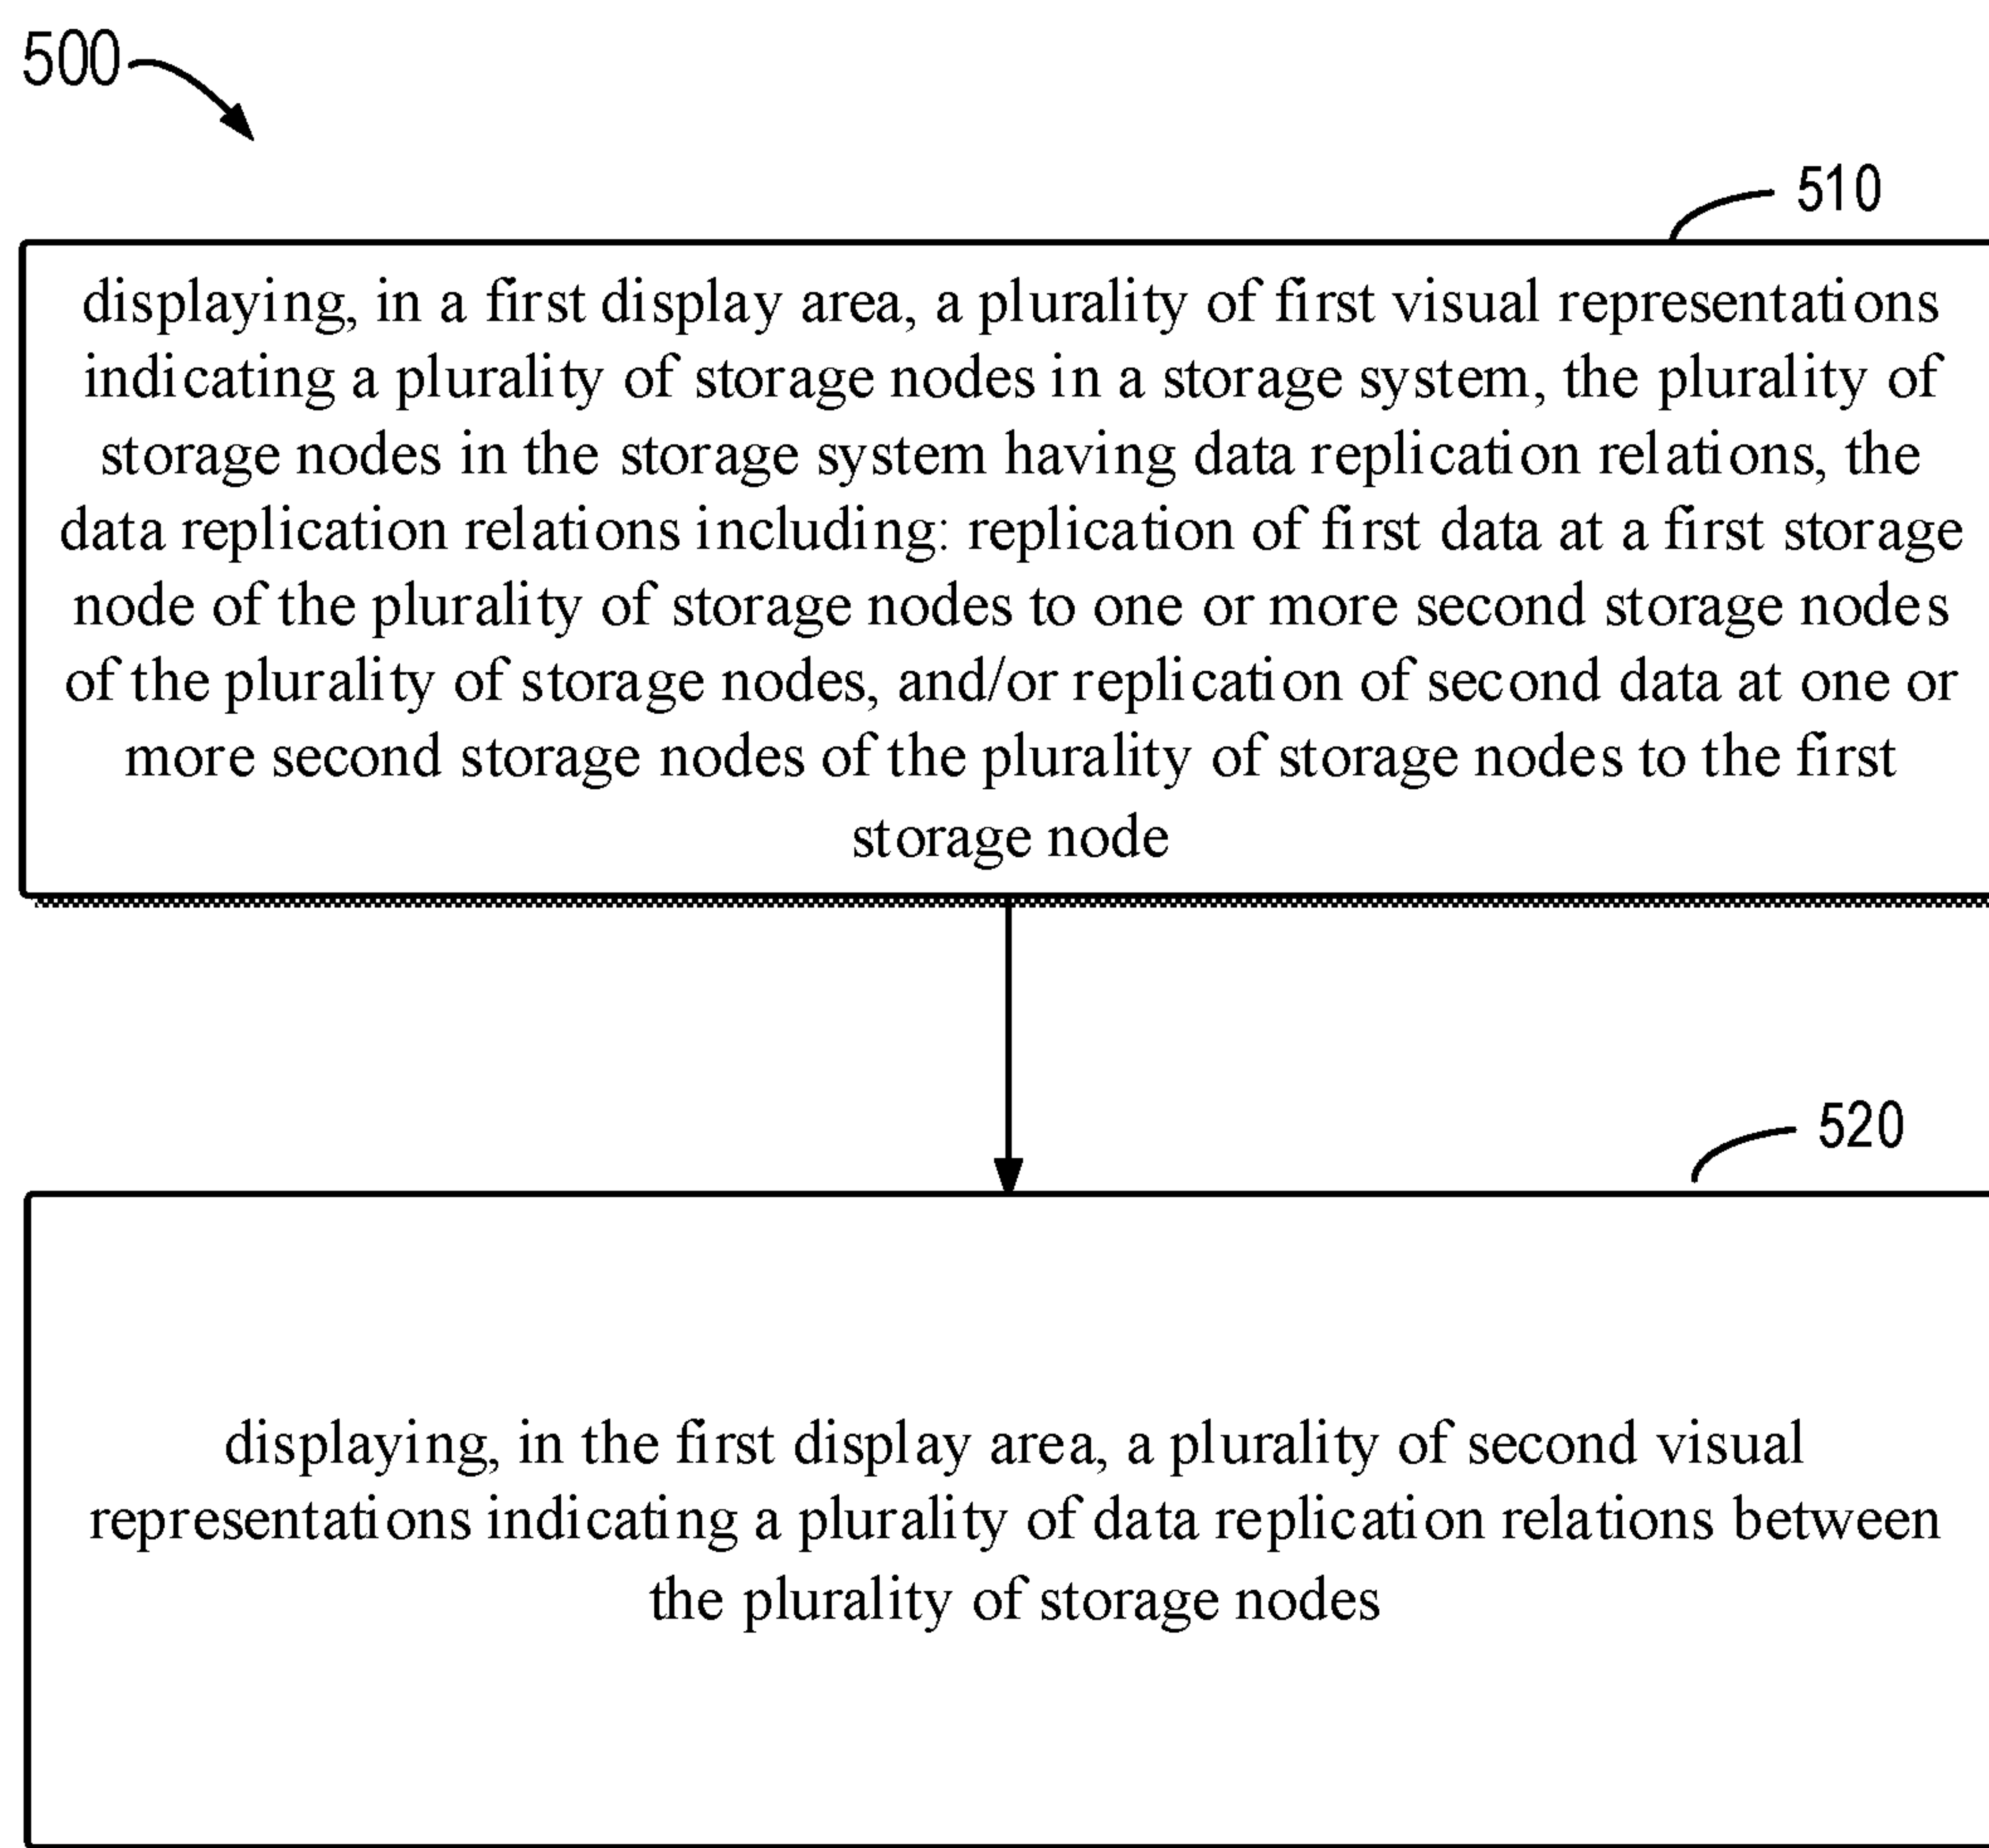 500
510
displaying, in a first display area, a plurality of first visual representations
indicating a plurality of storage nodes in a storage system, the plurality of
storage nodes in the storage system having data replication relations, the
data replication relations including: replication of first data at a first storage
node of the plurality of storage nodes to one or more second storage nodes
of the plurality of storage nodes, and/or replication of second data at one or
more second storage nodes of the plurality of storage nodes to the first
storage node
520
displaying, in the first display area, a plurality of second visual
representations indicating a plurality of data replication relations between
the plurality of storage nodes